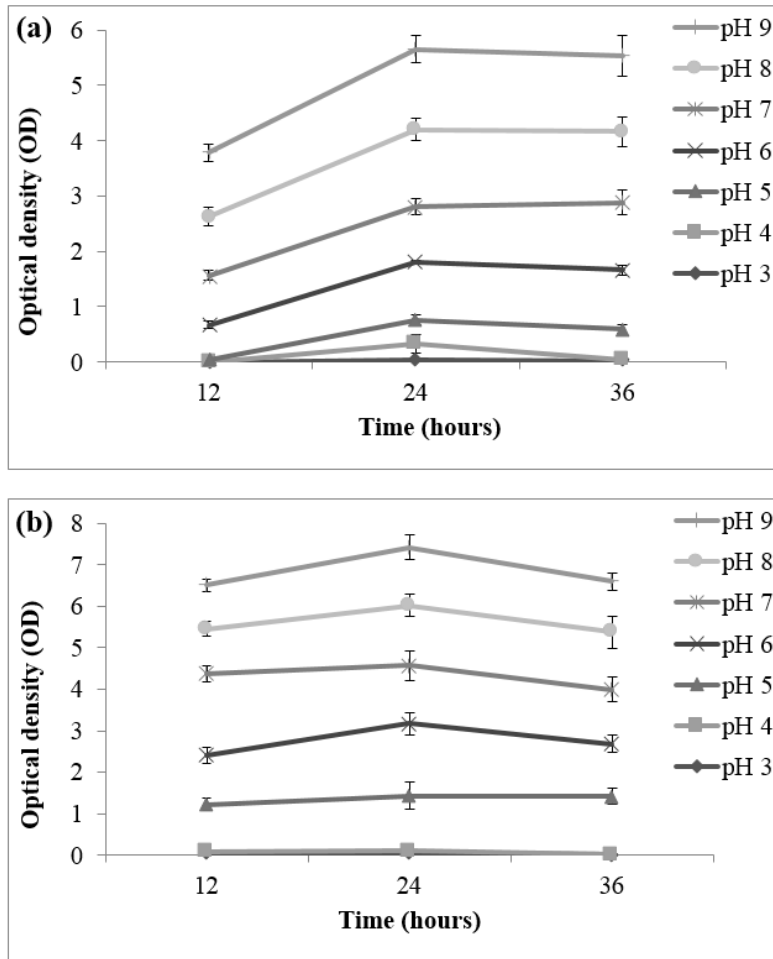 (a)
6
5
4
3
2
1
0
Optical density (OD)
12 24 36
Time (hours)
pH 9
pH 8
pH 7
pH 6
pH 5
pH 4
pH 3
(b)
8
7
6
5
4
3
2
1
0
Optical density (OD)
12 24 36
Time (hours)
pH 9
pH 8
pH 7
pH 6
pH 5
pH 4
pH 3